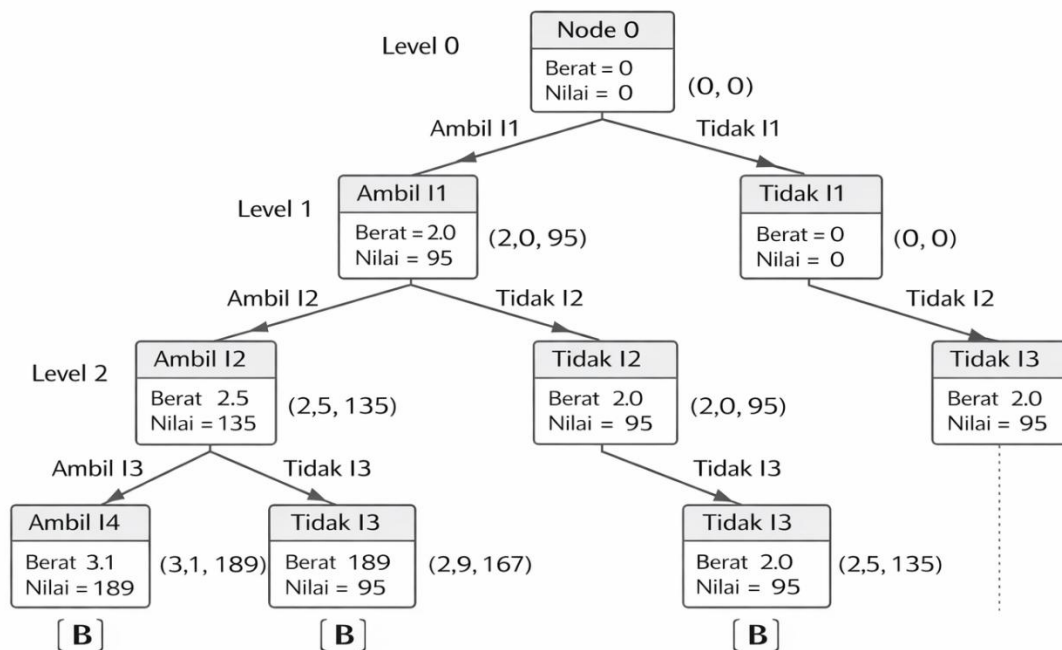 Level 0
Node 0
Berat = 0
Nilai = 0
(0, 0)
Ambil I1
Tidak I1
Level 1
Ambil I1
Berat = 2.0
Nilai = 95
(2,0, 95)
Tidak I1
Berat = 0
Nilai = 0
(0, 0)
Ambil I2
Tidak I2
Tidak I2
Level 2
Ambil I2
Berat 2.5
Nilai = 135
(2,5, 135)
Tidak I2
Berat 2.0
Nilai = 95
(2,0, 95)
Tidak I3
Berat 2.0
Nilai = 95
Ambil I3
Tidak I3
Tidak I3
Ambil I4
Berat 3.1
Nilai = 189
(3,1, 189)
Tidak I3
Berat 189
Nilai = 95
(2,9, 167)
Tidak I3
Berat 2.0
Nilai = 95
(2,5, 135)
[B]
[B]
[B]